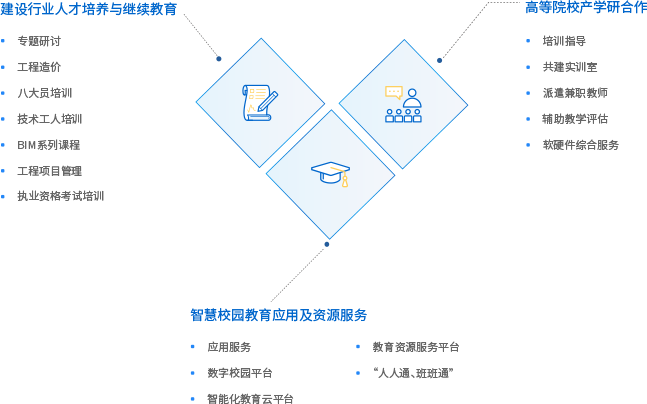 建设行业人才培养与继续教育
专题研讨
工程造价
八大员培训
技术工人培训
BIM系列课程
工程项目管理
执业资格考试培训
高等院校产学研合作
培训指导
共建实训室
派遣兼职教师
辅助教学评估
软硬件综合服务
智慧校园教育应用及资源服务
应用服务
数字校园平台
智能化教育云平台
教育资源服务平台
“人人通、班班通”